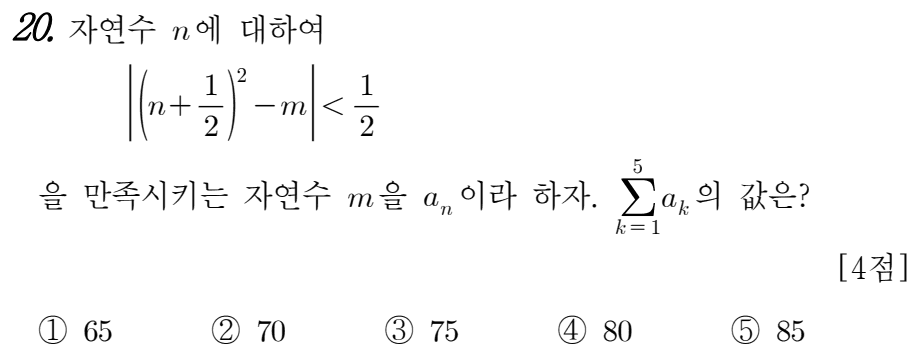 20. 자연수 n에 대하여
|(n+1/2)²−m|<1/2
을 만족시키는 자연수 m을 aₙ이라 하자. ∑_{k=1}^{5} aₖ의 값은?
[4점]
① 65 ② 70 ③ 75 ④ 80 ⑤ 85